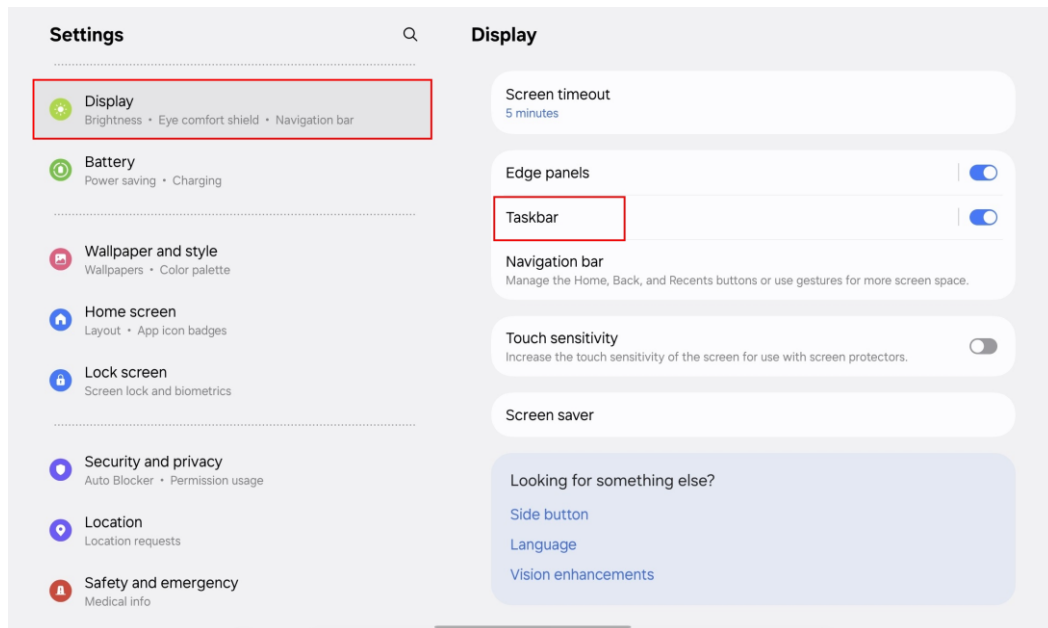 Settings
Display
Brightness • Eye comfort shield • Navigation bar
Battery
Power saving • Charging
Wallpaper and style
Wallpapers • Color palette
Home screen
Layout • App icon badges
Lock screen
Screen lock and biometrics
Security and privacy
Auto Blocker • Permission usage
Location
Location requests
Safety and emergency
Medical info
Display
Screen timeout
5 minutes
Edge panels
Taskbar
Navigation bar
Manage the Home, Back, and Recents buttons or use gestures for more screen space.
Touch sensitivity
Increase the touch sensitivity of the screen for use with screen protectors.
Screen saver
Looking for something else?
Side button
Language
Vision enhancements